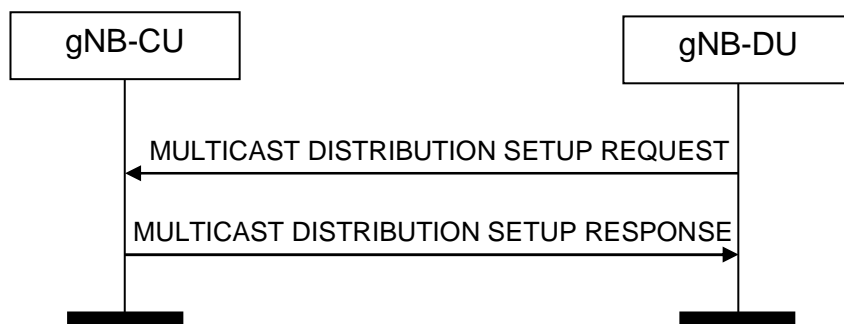 gNB-CU
gNB-DU
MULTICAST DISTRIBUTION SETUP REQUEST
MULTICAST DISTRIBUTION SETUP RESPONSE